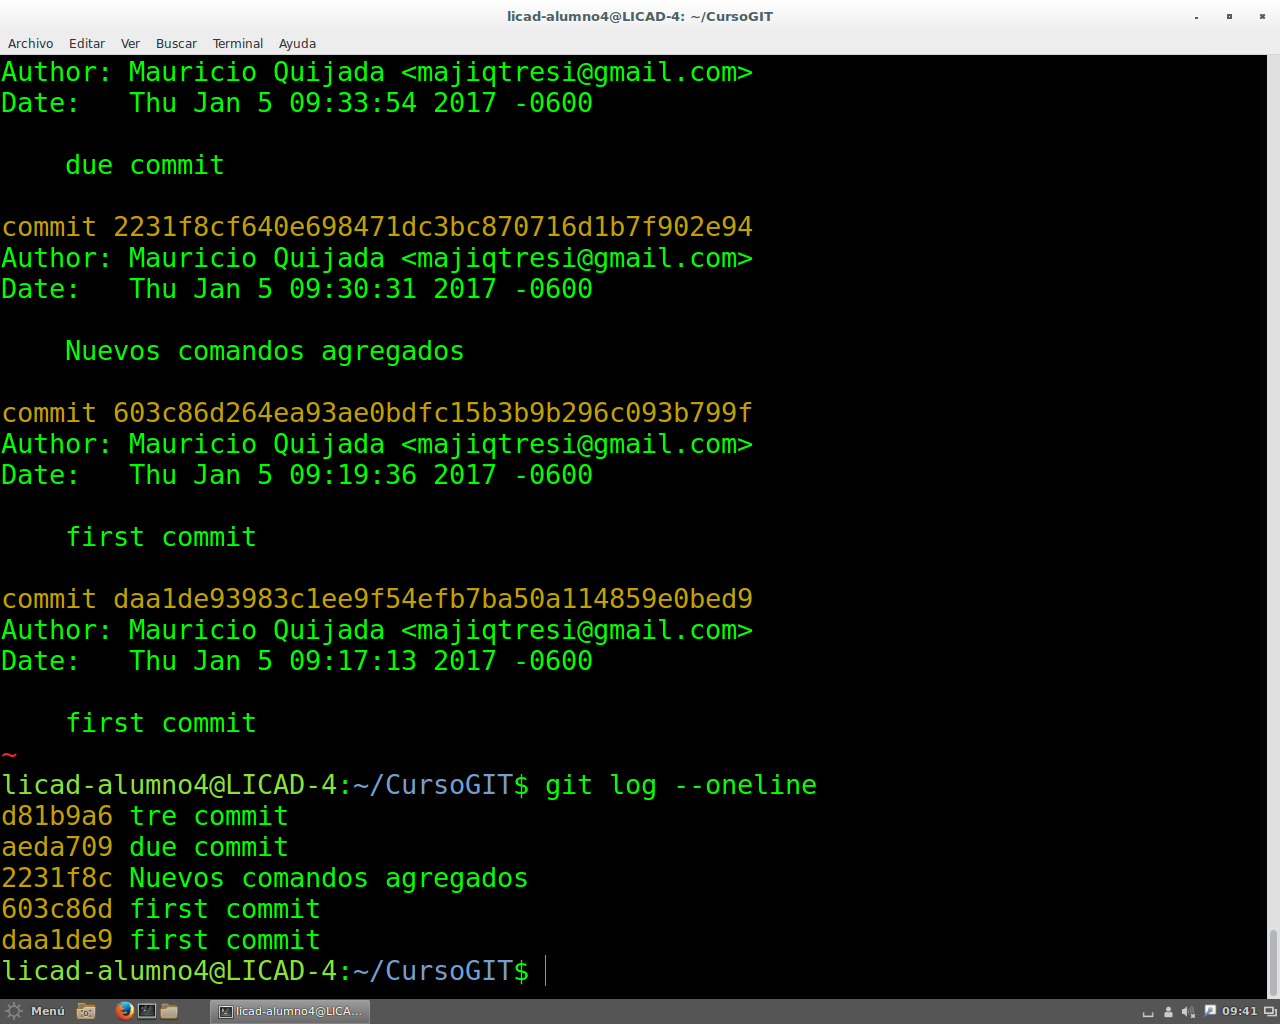 licad-alumno4@LICAD-4: ~/CursoGIT
Archivo Editar Ver Buscar Terminal Ayuda
Author: Mauricio Quijada <majiqtresi@gmail.com>
Date:   Thu Jan 5 09:33:54 2017 -0600
due commit
commit 2231f8cf640e698471dc3bc870716d1b7f902e94
Author: Mauricio Quijada <majiqtresi@gmail.com>
Date:   Thu Jan 5 09:30:31 2017 -0600
Nuevos comandos agregados
commit 603c86d264ea93ae0bdfc15b3b9b296c093b799f
Author: Mauricio Quijada <majiqtresi@gmail.com>
Date:   Thu Jan 5 09:19:36 2017 -0600
first commit
commit daa1de93983c1ee9f54efb7ba50a114859e0bed9
Author: Mauricio Quijada <majiqtresi@gmail.com>
Date:   Thu Jan 5 09:17:13 2017 -0600
first commit
~
licad-alumno4@LICAD-4:~/CursoGIT$ git log --oneline
d81b9a6 tre commit
aeda709 due commit
2231f8c Nuevos comandos agregados
603c86d first commit
daa1de9 first commit
licad-alumno4@LICAD-4:~/CursoGIT$
Menú licad-alumno4@LICA... 09:41